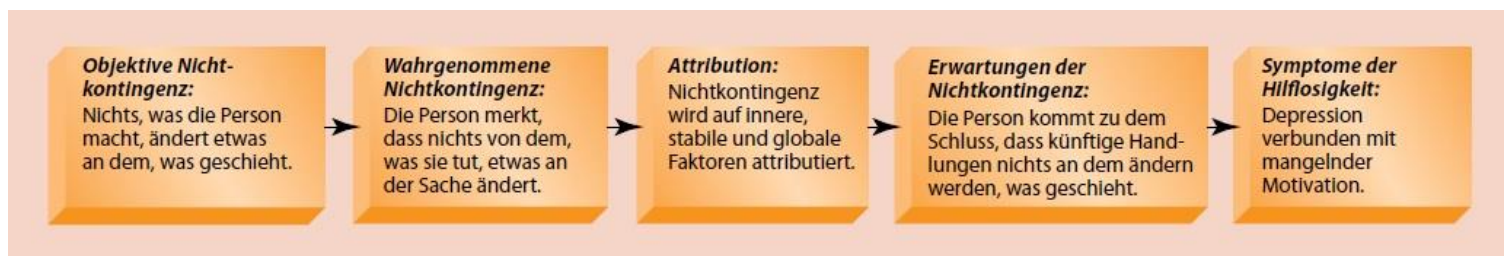 Objektive Nicht-
kontingenz:
Nichts, was die Person
macht, ändert etwas
an dem, was geschieht.
Wahrgenommene
Nichtkontingenz:
Die Person merkt,
dass nichts von dem,
was sie tut, etwas an
der Sache ändert.
Attribution:
Nichtkontingenz
wird auf innere,
stabile und globale
Faktoren attributiert.
Erwartungen der
Nichtkontingenz:
Die Person kommt zu dem
Schluss, dass künftige Hand-
lungen nichts an dem ändern
werden, was geschieht.
Symptome der
Hilflosigkeit:
Depression
verbunden mit
mangelnder
Motivation.